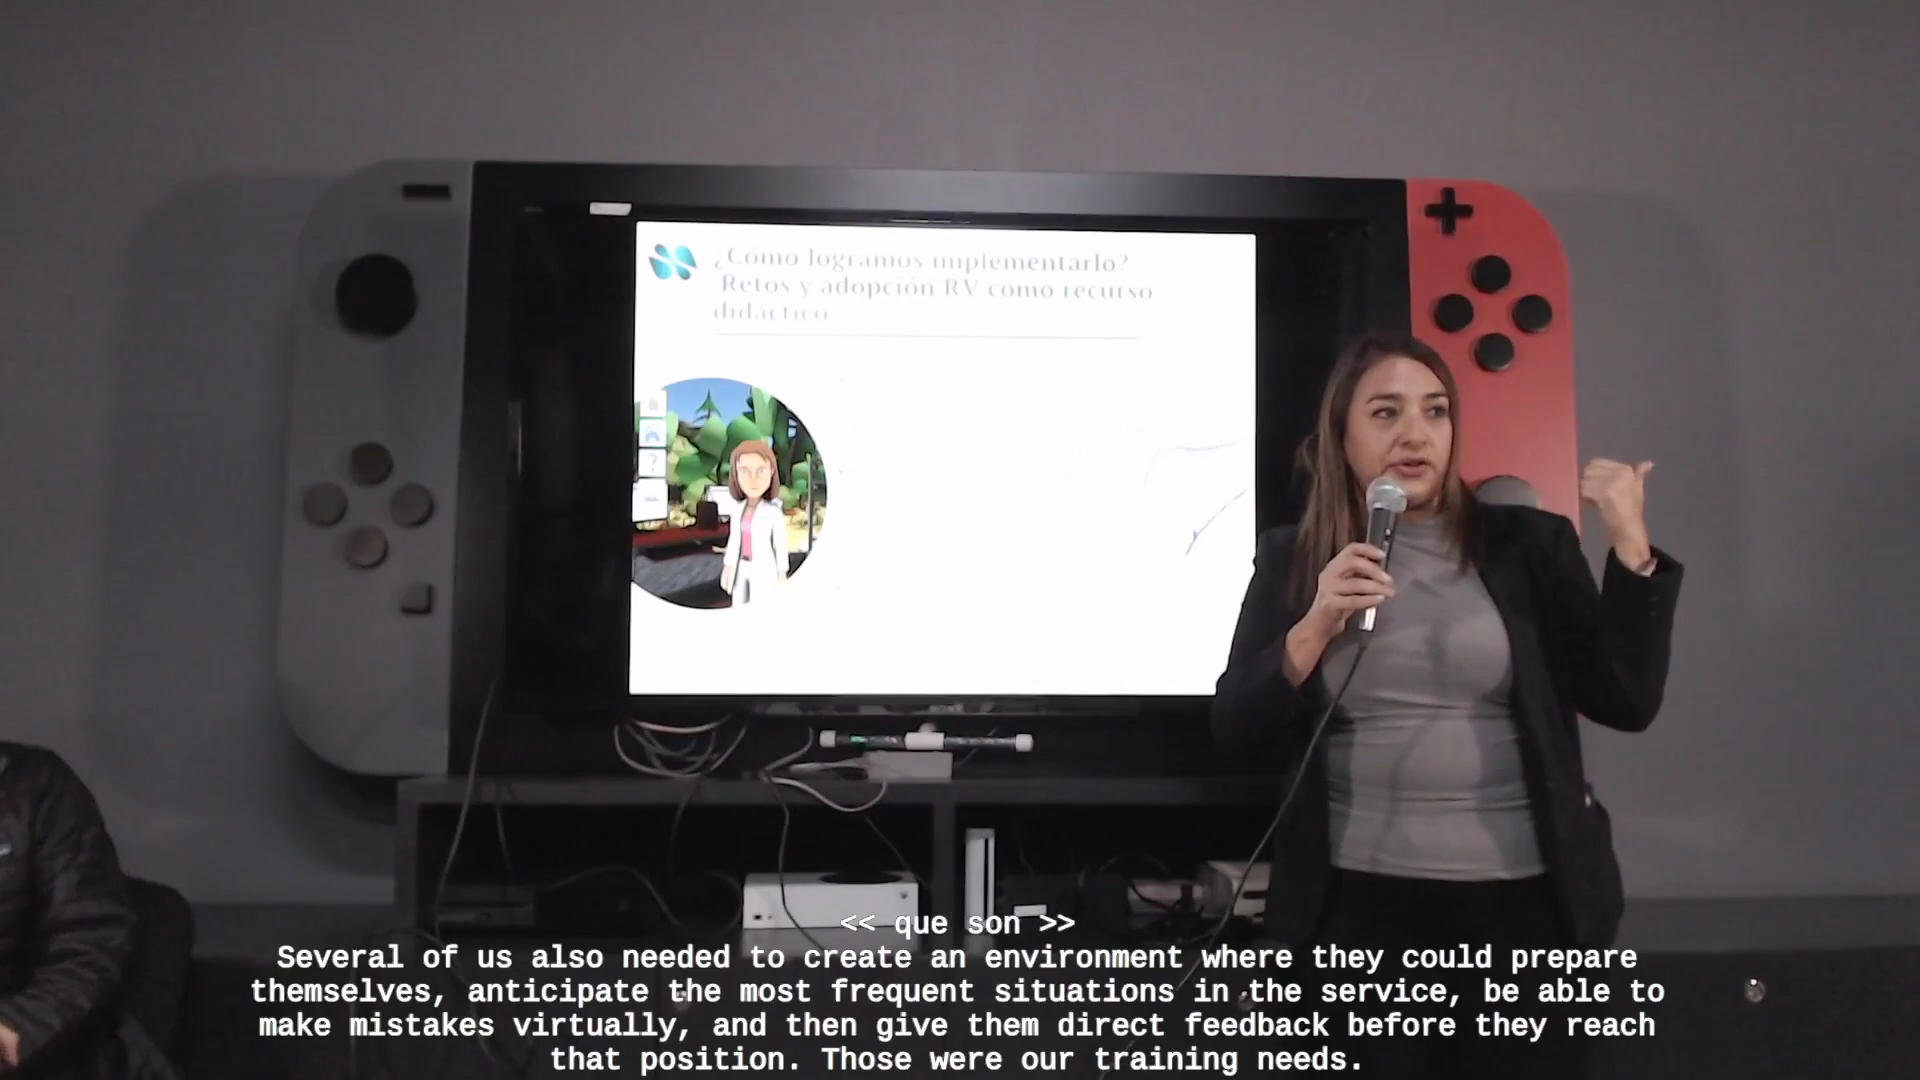 ¿Cómo logramos implementarlo?
Retos y adopción RV como recurso
didáctico
?
<< que son >>
Several of us also needed to create an environment where they could prepare
themselves, anticipate the most frequent situations in the service, be able to
make mistakes virtually, and then give them direct feedback before they reach
that position. Those were our training needs.